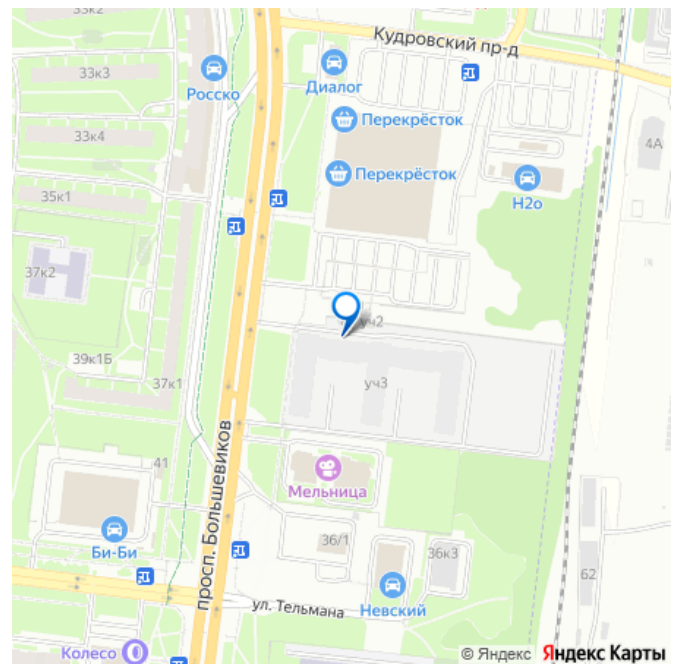 33к2
Кудровский пр-д
33к3
Росско
Диалог
Перекрёсток
33к4
4А
Перекрёсток
35к1
Н2о
37к2
уч2
39к1Б
37к1
уч3
просп. Большевиков
41
Мельница
Би-Би
36/1
36к3
62
ул. Тельмана
Невский
Колесо
© Яндекс Яндекс Карты